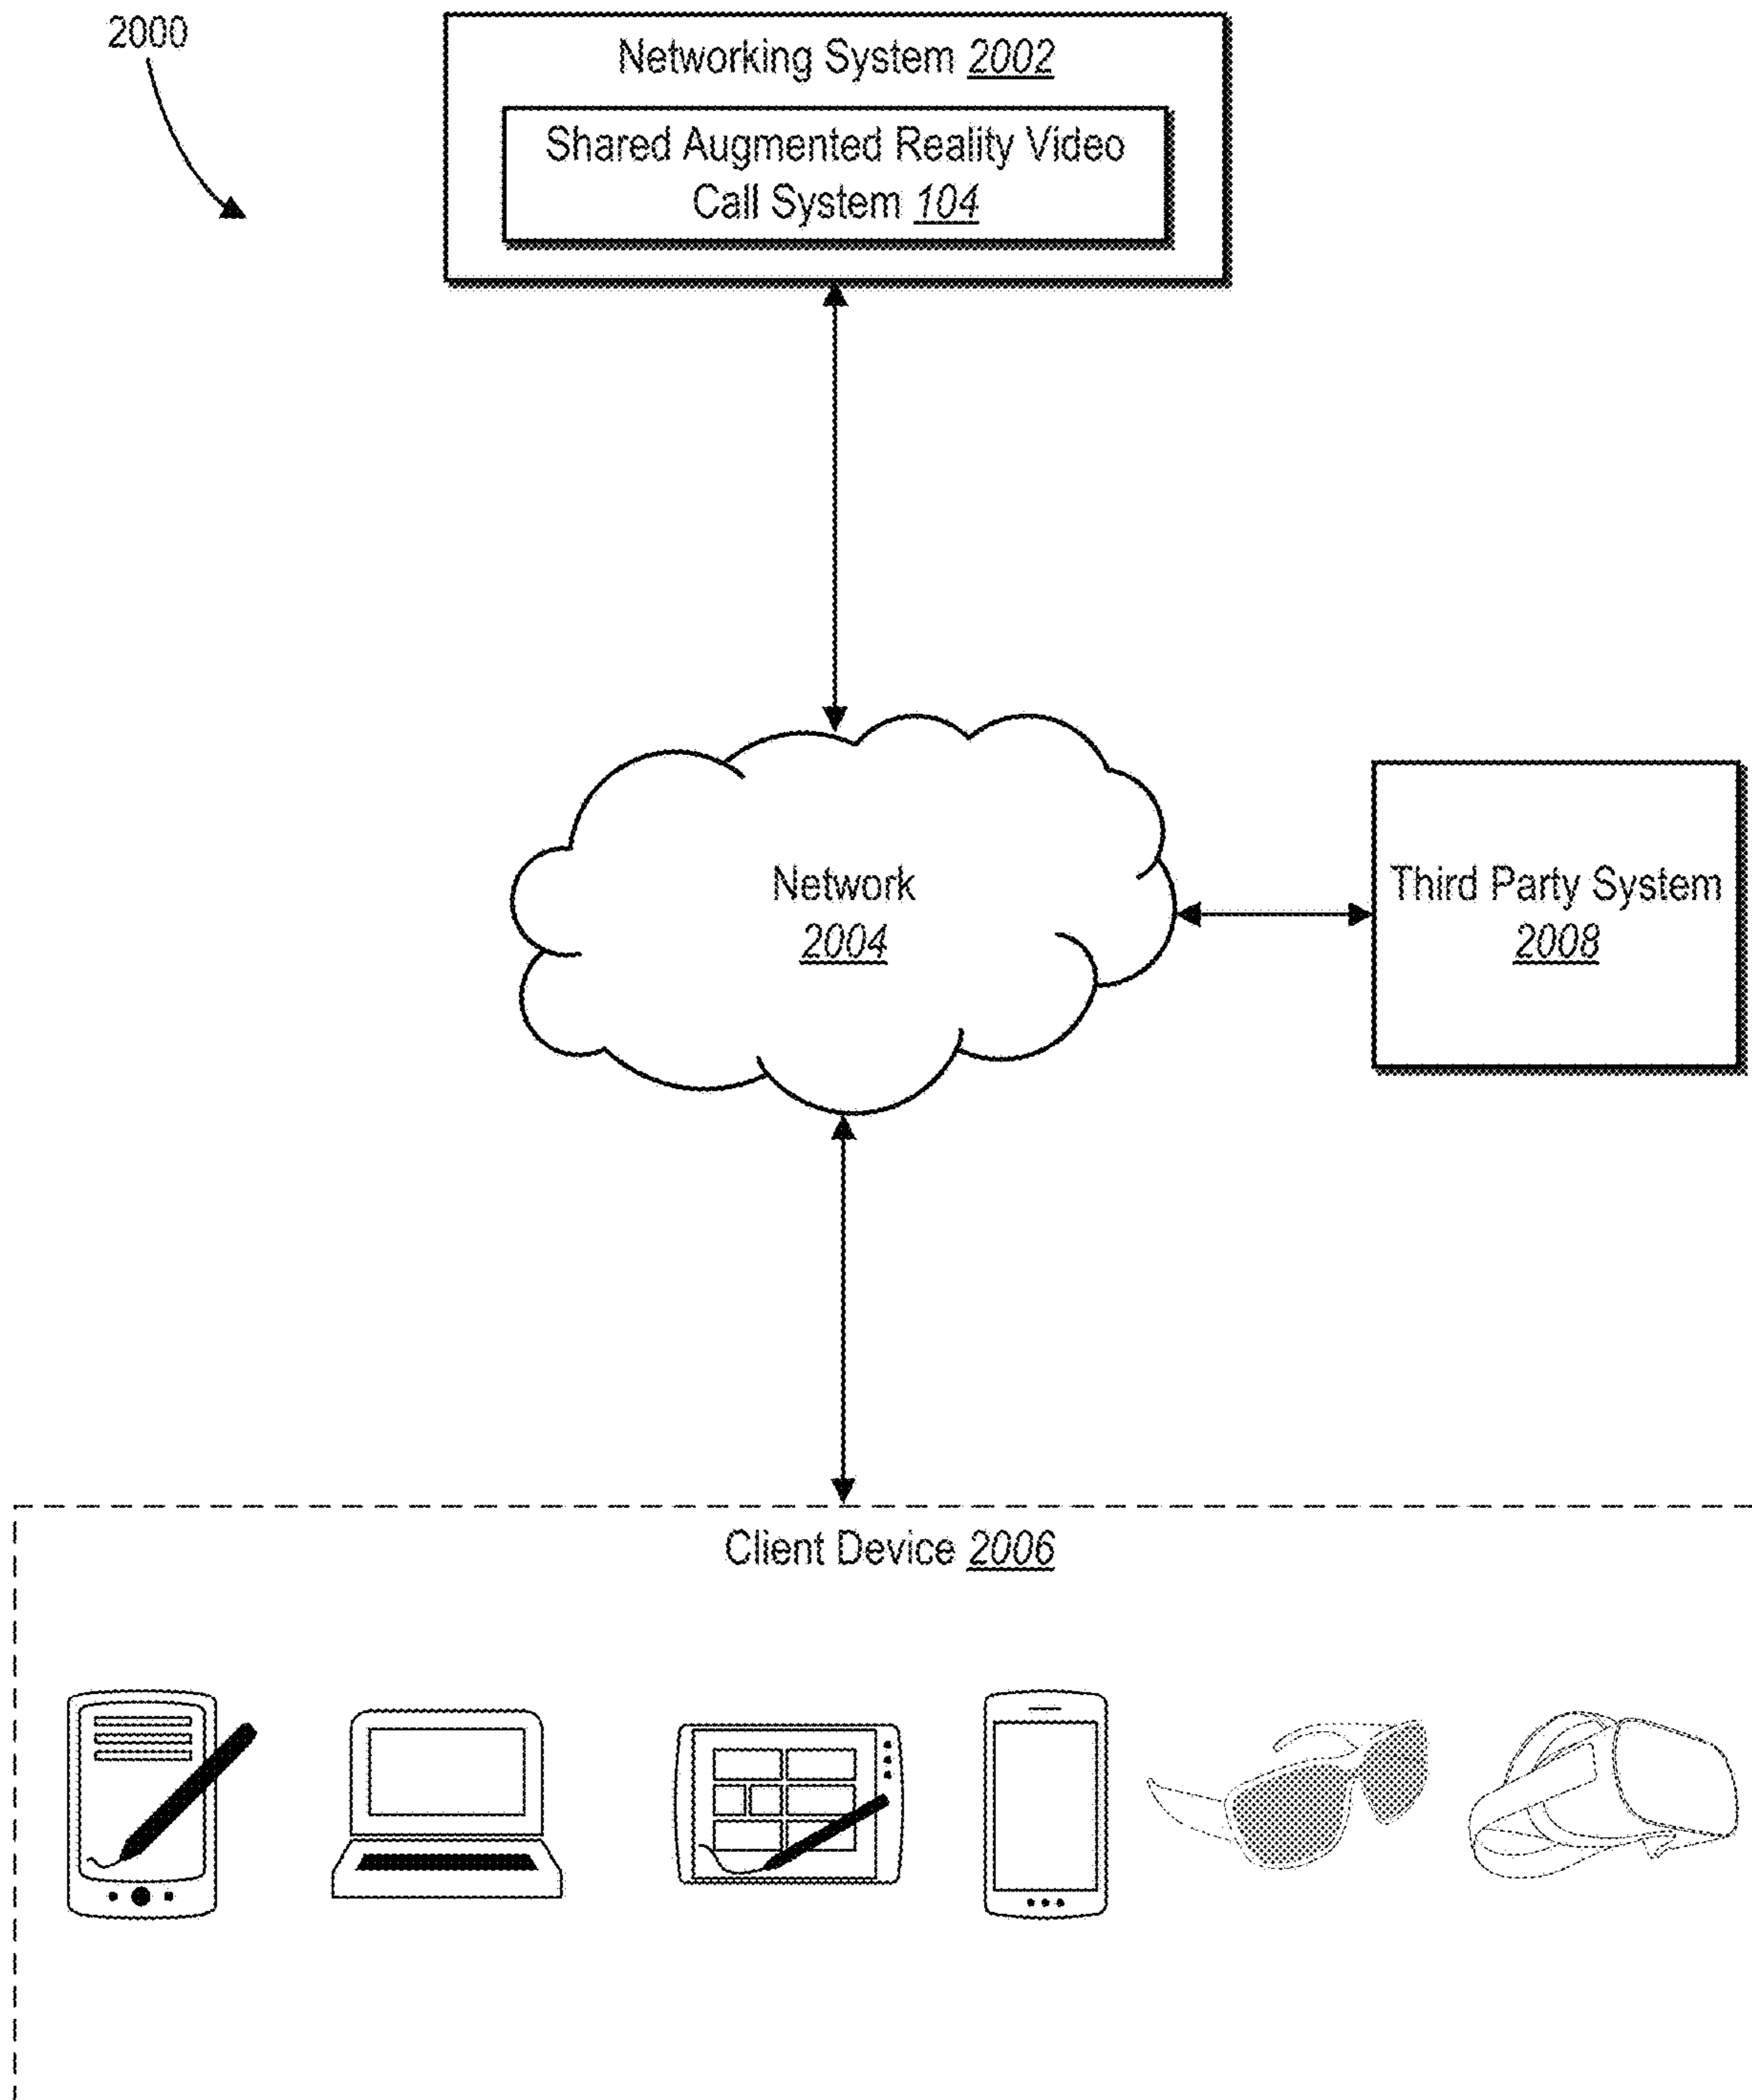 2000
Networking System 2002
Shared Augmented Reality Video
Call System 104
Network
2004
Third Party System
2008
Client Device 2006